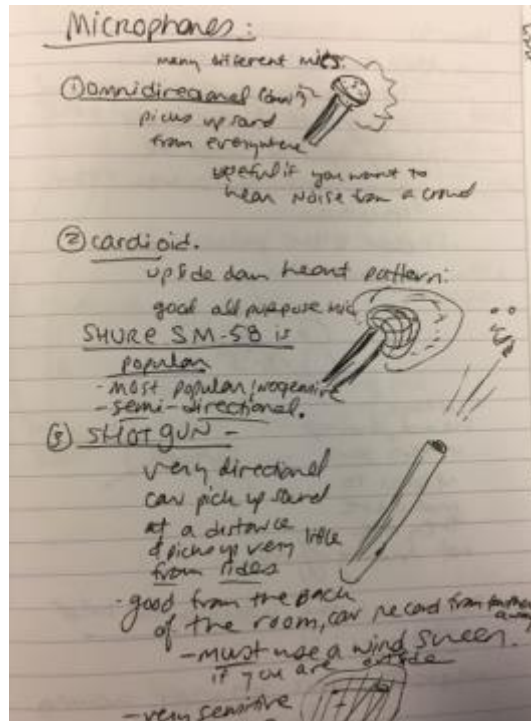 Microphones:
many different mics.
① Omnidirectional
picks up sound
from everywhere
useful if you want to
hear noise from a crowd
② cardioid.
upside down heart pattern.
good all purpose mic
SHURE SM-58 is
popular
- most popular, inexpensive
- semi-directional.
③ SHOTGUN -
very directional
can pick up sound
at a distance
& picks up very little
from sides
- good from the back
of the room, can record from further
away
- must use a wind screen.
if you are outside
- very sensitive